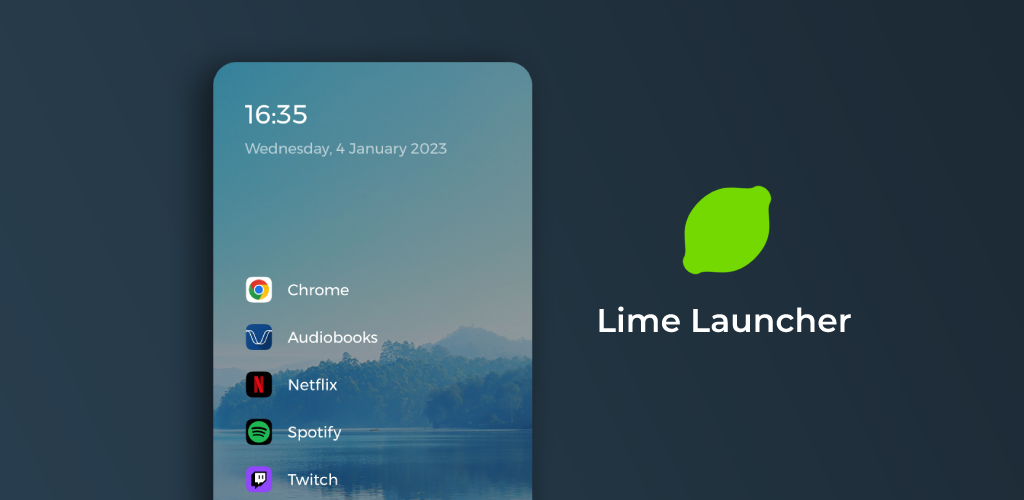 16:35
Wednesday, 4 January 2023
Chrome
Audiobooks
Netflix
Spotify
Twitch
Lime Launcher